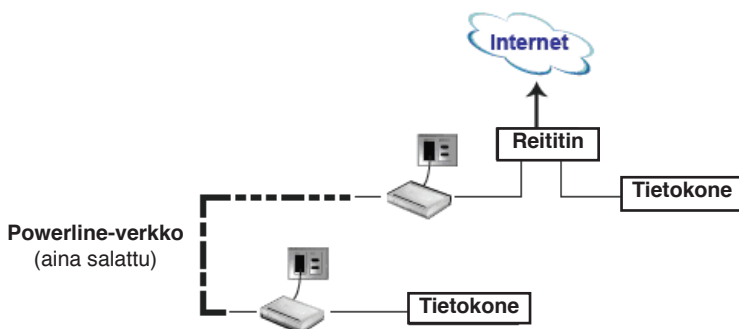 Internet
Reititin
Tietokone
Powerline-verkko
(aina salattu)
Tietokone